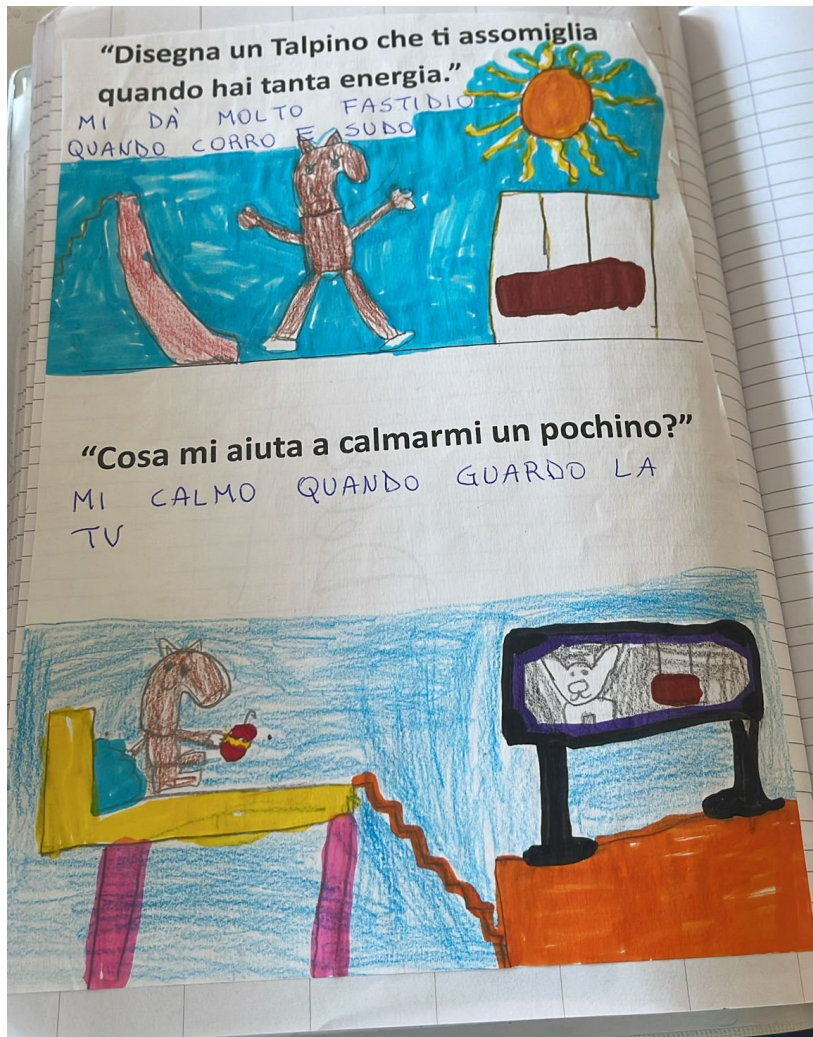 “Disegna un Talpino che ti assomiglia
quando hai tanta energia.”
MI DÀ MOLTO FASTIDIO
QUANDO CORRO E SUDO
“Cosa mi aiuta a calmarmi un pochino?”
MI CALMO QUANDO GUARDO LA
TV